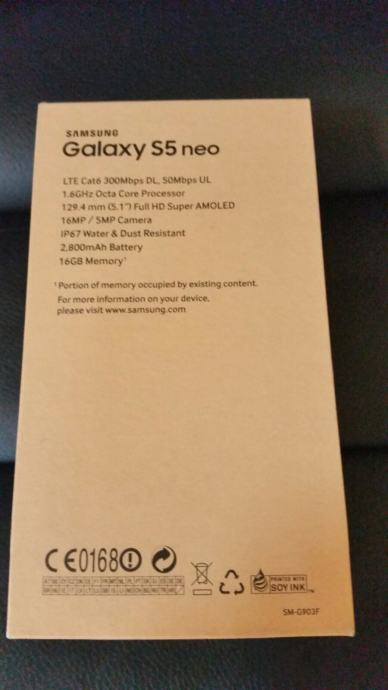 SAMSUNG
Galaxy S5 neo
LTE Cat6 300Mbps DL, 50Mbps UL
1.6GHz Octa Core Processor
129.4 mm (5.1") Full HD Super AMOLED
16MP / 5MP Camera
IP67 Water & Dust Resistant
2,800mAh Battery
16GB Memory¹
¹ Portion of memory occupied by existing content.
For more information on your device,
please visit www.samsung.com
CE0168
PRINTED WITH
SOY INK™
SM-G903F